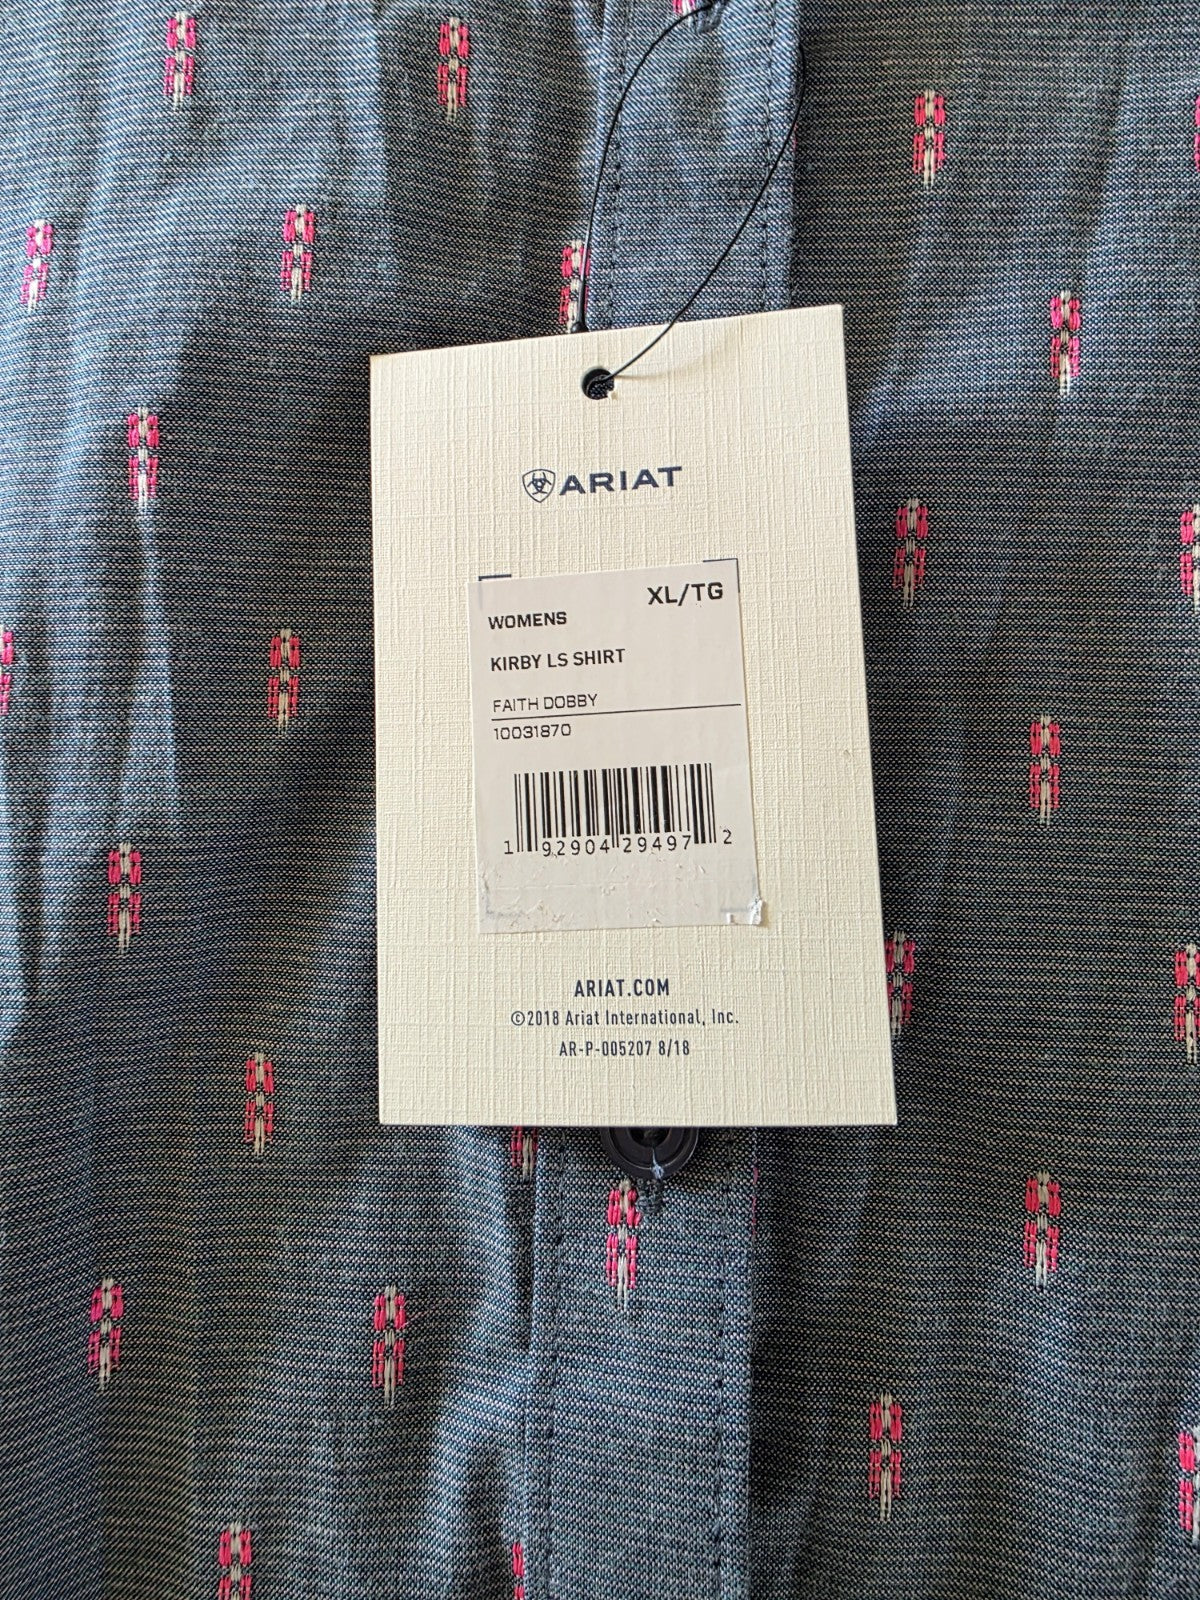 ARIAT
XL/TG
WOMENS
KIRBY LS SHIRT
FAITH DOBBY
10031870
1 92904 29497 2
ARIAT.COM
©2018 Ariat International, Inc.
AR-P-005207 8/18